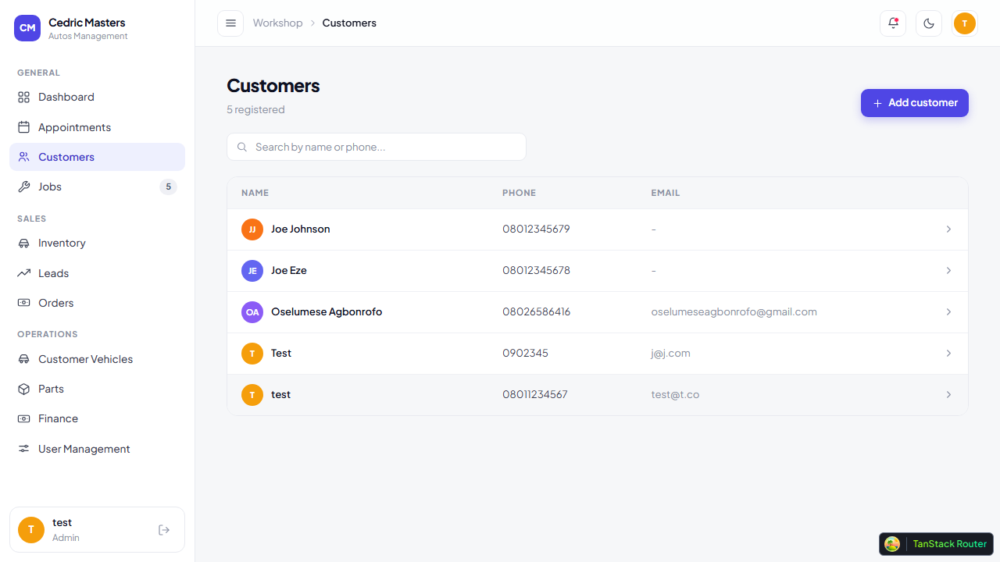 CM
Cedric Masters
Autos Management
GENERAL
Dashboard
Appointments
Customers
Jobs 5
SALES
Inventory
Leads
Orders
OPERATIONS
Customer Vehicles
Parts
Finance
User Management
T
test
Admin
Workshop Customers
T
Customers
5 registered
Add customer
Search by name or phone...
NAME PHONE EMAIL
JJ Joe Johnson 08012345679 -
JE Joe Eze 08012345678 -
OA Oselumese Agbonrofo 08026586416 oselumeseagbonrofo@gmail.com
T Test 0902345 j@j.com
T test 08011234567 test@t.co
TanStack Router